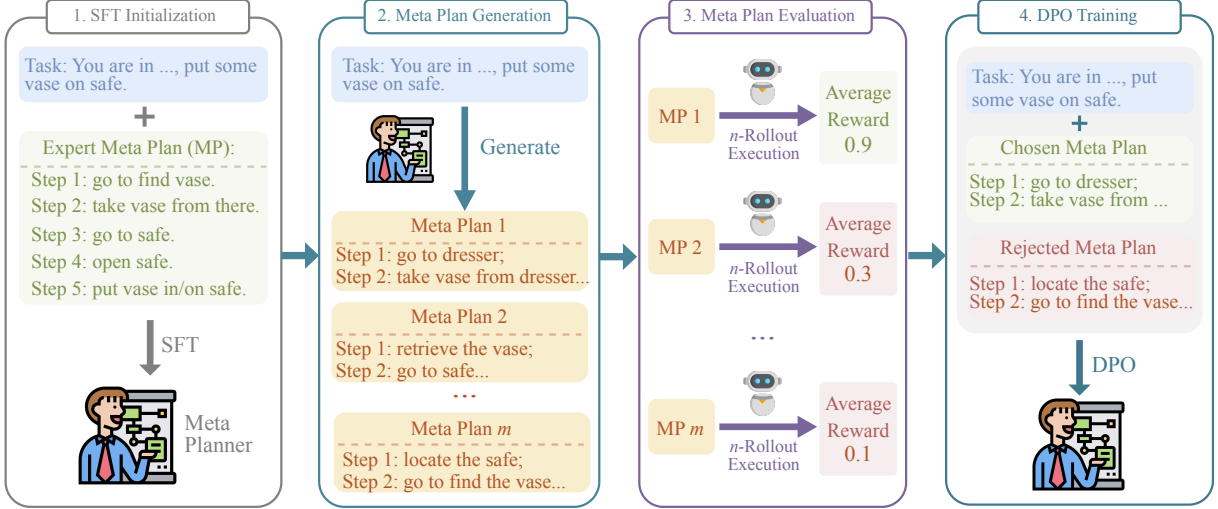 1. SFT Initialization
Task: You are in ..., put some
vase on safe.
+
Expert Meta Plan (MP):
Step 1: go to find vase.
Step 2: take vase from there.
Step 3: go to safe.
Step 4: open safe.
Step 5: put vase in/on safe.
SFT
Meta
Planner
2. Meta Plan Generation
Task: You are in ..., put some
vase on safe.
Generate
Meta Plan 1
Step 1: go to dresser;
Step 2: take vase from dresser...
Meta Plan 2
Step 1: retrieve the vase;
Step 2: go to safe...
...
Meta Plan m
Step 1: locate the safe;
Step 2: go to find the vase...
3. Meta Plan Evaluation
MP 1
n-Rollout
Execution
Average
Reward
0.9
MP 2
n-Rollout
Execution
Average
Reward
0.3
...
MP m
n-Rollout
Execution
Average
Reward
0.1
4. DPO Training
Task: You are in ..., put
some vase on safe.
+
Chosen Meta Plan
Step 1: go to dresser;
Step 2: take vase from ...
Rejected Meta Plan
Step 1: locate the safe;
Step 2: go to find the vase...
DPO